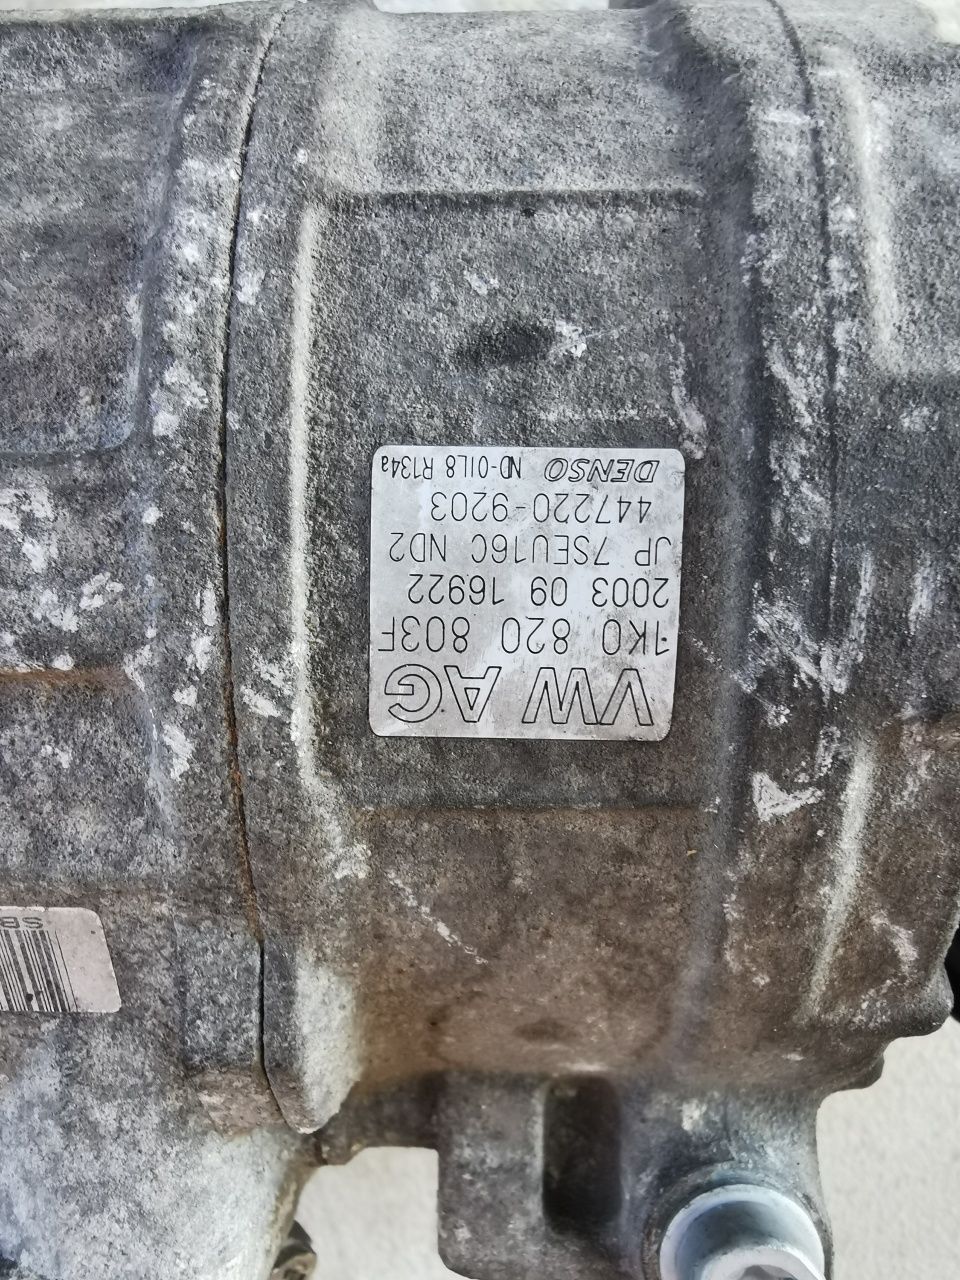 VW AG
1K0 820 803F
2003 09 16922
JP 7SEU16C ND2
447220-9203
DENSO ND-OIL8 R134a